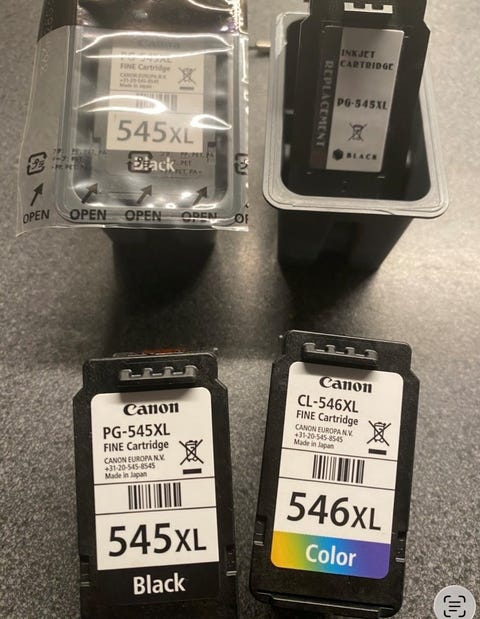 Canon
PG-545XL
FINE Cartridge
CANON EUROPA N.V.
+31-20-545-8545
Made in Japan
545XL
Black
OPEN
OPEN
OPEN
OPEN
INKJET
CARTRIDGE
REPLACEMENT
PG-545XL
BLACK
Canon
PG-545XL
FINE Cartridge
CANON EUROPA N.V.
+31-20-545-8545
Made in Japan
545XL
Black
Canon
CL-546XL
FINE Cartridge
CANON EUROPA N.V.
+31-20-545-8545
Made in Japan
546XL
Color